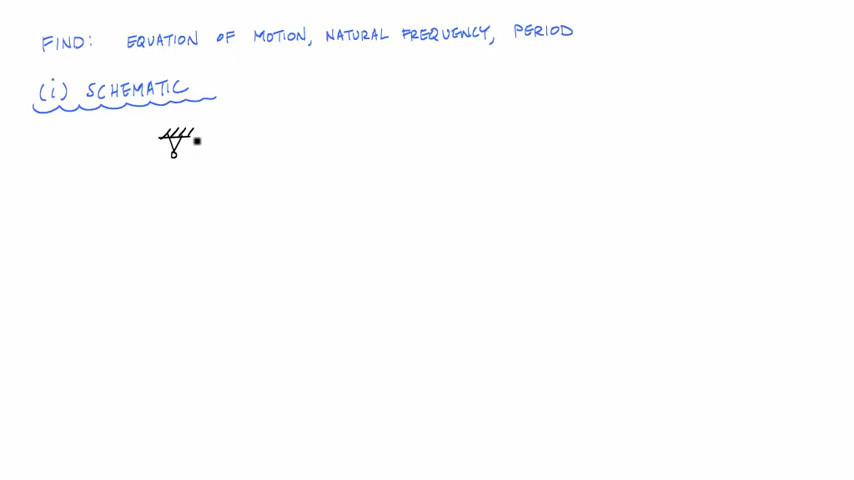 FIND: EQUATION OF MOTION, NATURAL FREQUENCY, PERIOD
(i) SCHEMATIC